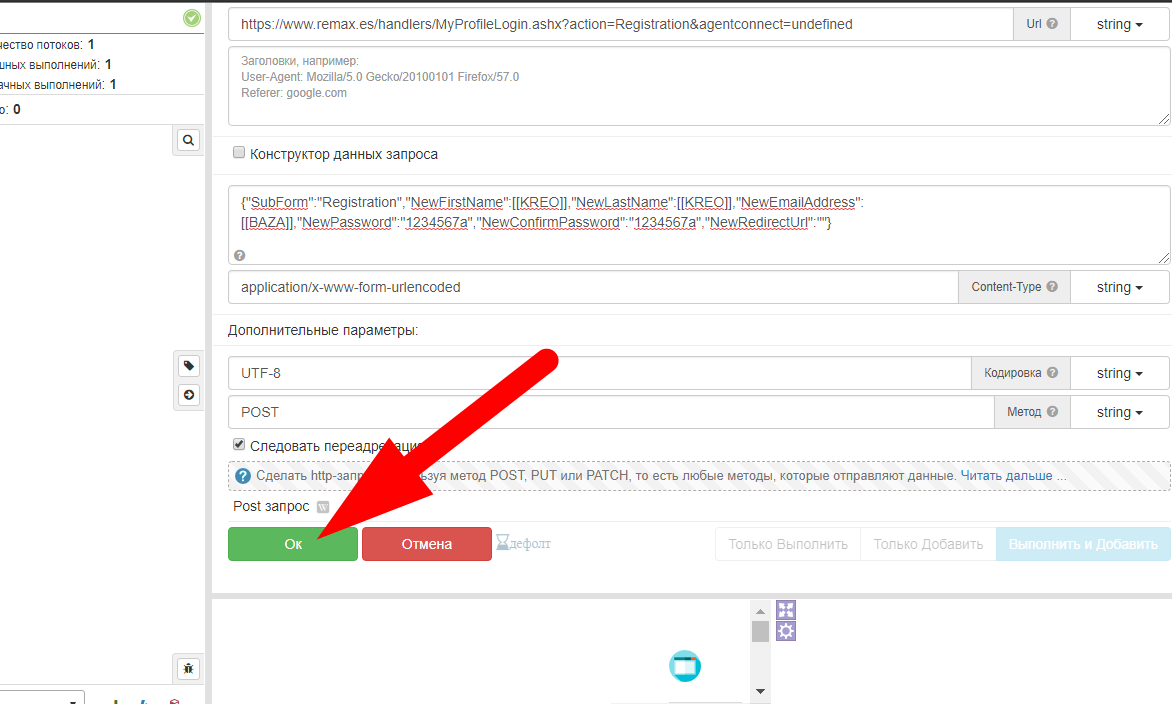 https://www.remax.es/handlers/MyProfileLogin.ashx?action=Registration&agentconnect=undefined
Url
string
чество потоков: 1
шных выполнений: 1
ачных выполнений: 1
о: 0
Заголовки, например:
User-Agent: Mozilla/5.0 Gecko/20100101 Firefox/57.0
Referer: google.com
Конструктор данных запроса
{"SubForm":"Registration","NewFirstName":[[KREO]],"NewLastName":[[KREO]],"NewEmailAddress":
[[BAZA]],"NewPassword":"1234567a","NewConfirmPassword":"1234567a","NewRedirectUrl":""}
application/x-www-form-urlencoded
Content-Type
string
Дополнительные параметры:
UTF-8
Кодировка
string
POST
Метод
string
Следовать переадресаци
Сделать http-запр уя метод POST, PUT или PATCH, то есть любые методы, которые отправляют данные. Читать дальше ...
Post запрос W
Ок
Отмена
дефолт
Только Выполнить
Только Добавить
Выполнить и Добавить